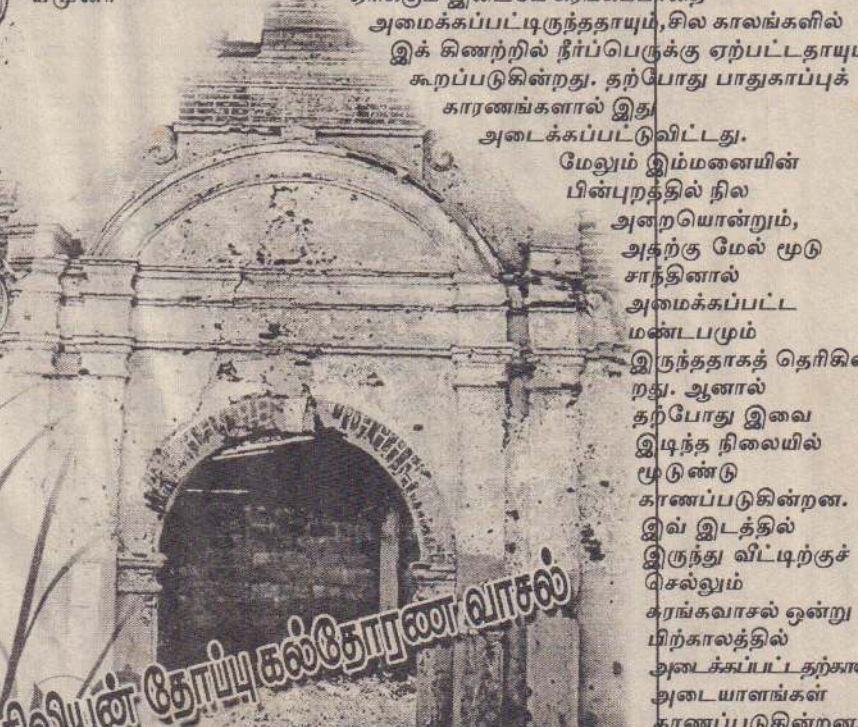 அமைக்கப்பட்டிருந்ததாயும்,சில காலங்களில்
இக் கிணற்றில் நீர்ப்பெருக்கு ஏற்பட்டதாயும்
கூறப்படுகின்றது. தற்போது பாதுகாப்புக்
காரணங்களால் இது
அடைக்கப்பட்டுவிட்டது.
மேலும் இம்மனையின்
பின்புறத்தில் நில
அறையொன்றும்,
அதற்கு மேல் மூடு
சாந்தினால்
அமைக்கப்பட்ட
மண்டபமும்
இருந்ததாகத் தெரிகின்
றது. ஆனால்
தற்போது இவை
இடிந்த நிலையில்
மூடுண்டு
காணப்படுகின்றன.
இவ் இடத்தில்
இருந்து வீட்டிற்குச்
செல்லும்
சுரங்கவாசல் ஒன்று
பிற்காலத்தில்
அடைக்கப்பட்டதற்கான
அடையாளங்கள்
காணப்படுகின்றன
தோப்பு கல்தோரண வாசல்